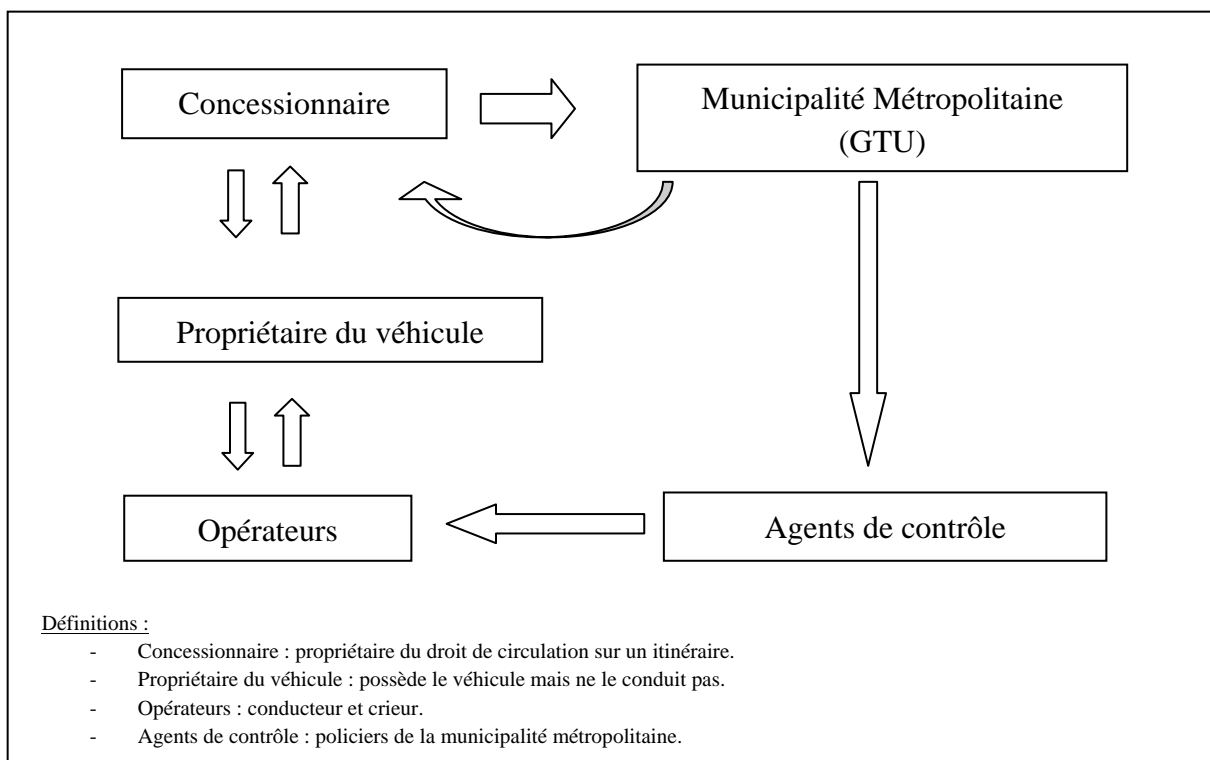 Concessionnaire
Municipalité Métropolitaine
(GTU)
Propriétaire du véhicule
Opérateurs
Agents de contrôle
Définitions :
- Concessionnaire : propriétaire du droit de circulation sur un itinéraire.
- Propriétaire du véhicule : possède le véhicule mais ne le conduit pas.
- Opérateurs : conducteur et crieur.
- Agents de contrôle : policiers de la municipalité métropolitaine.